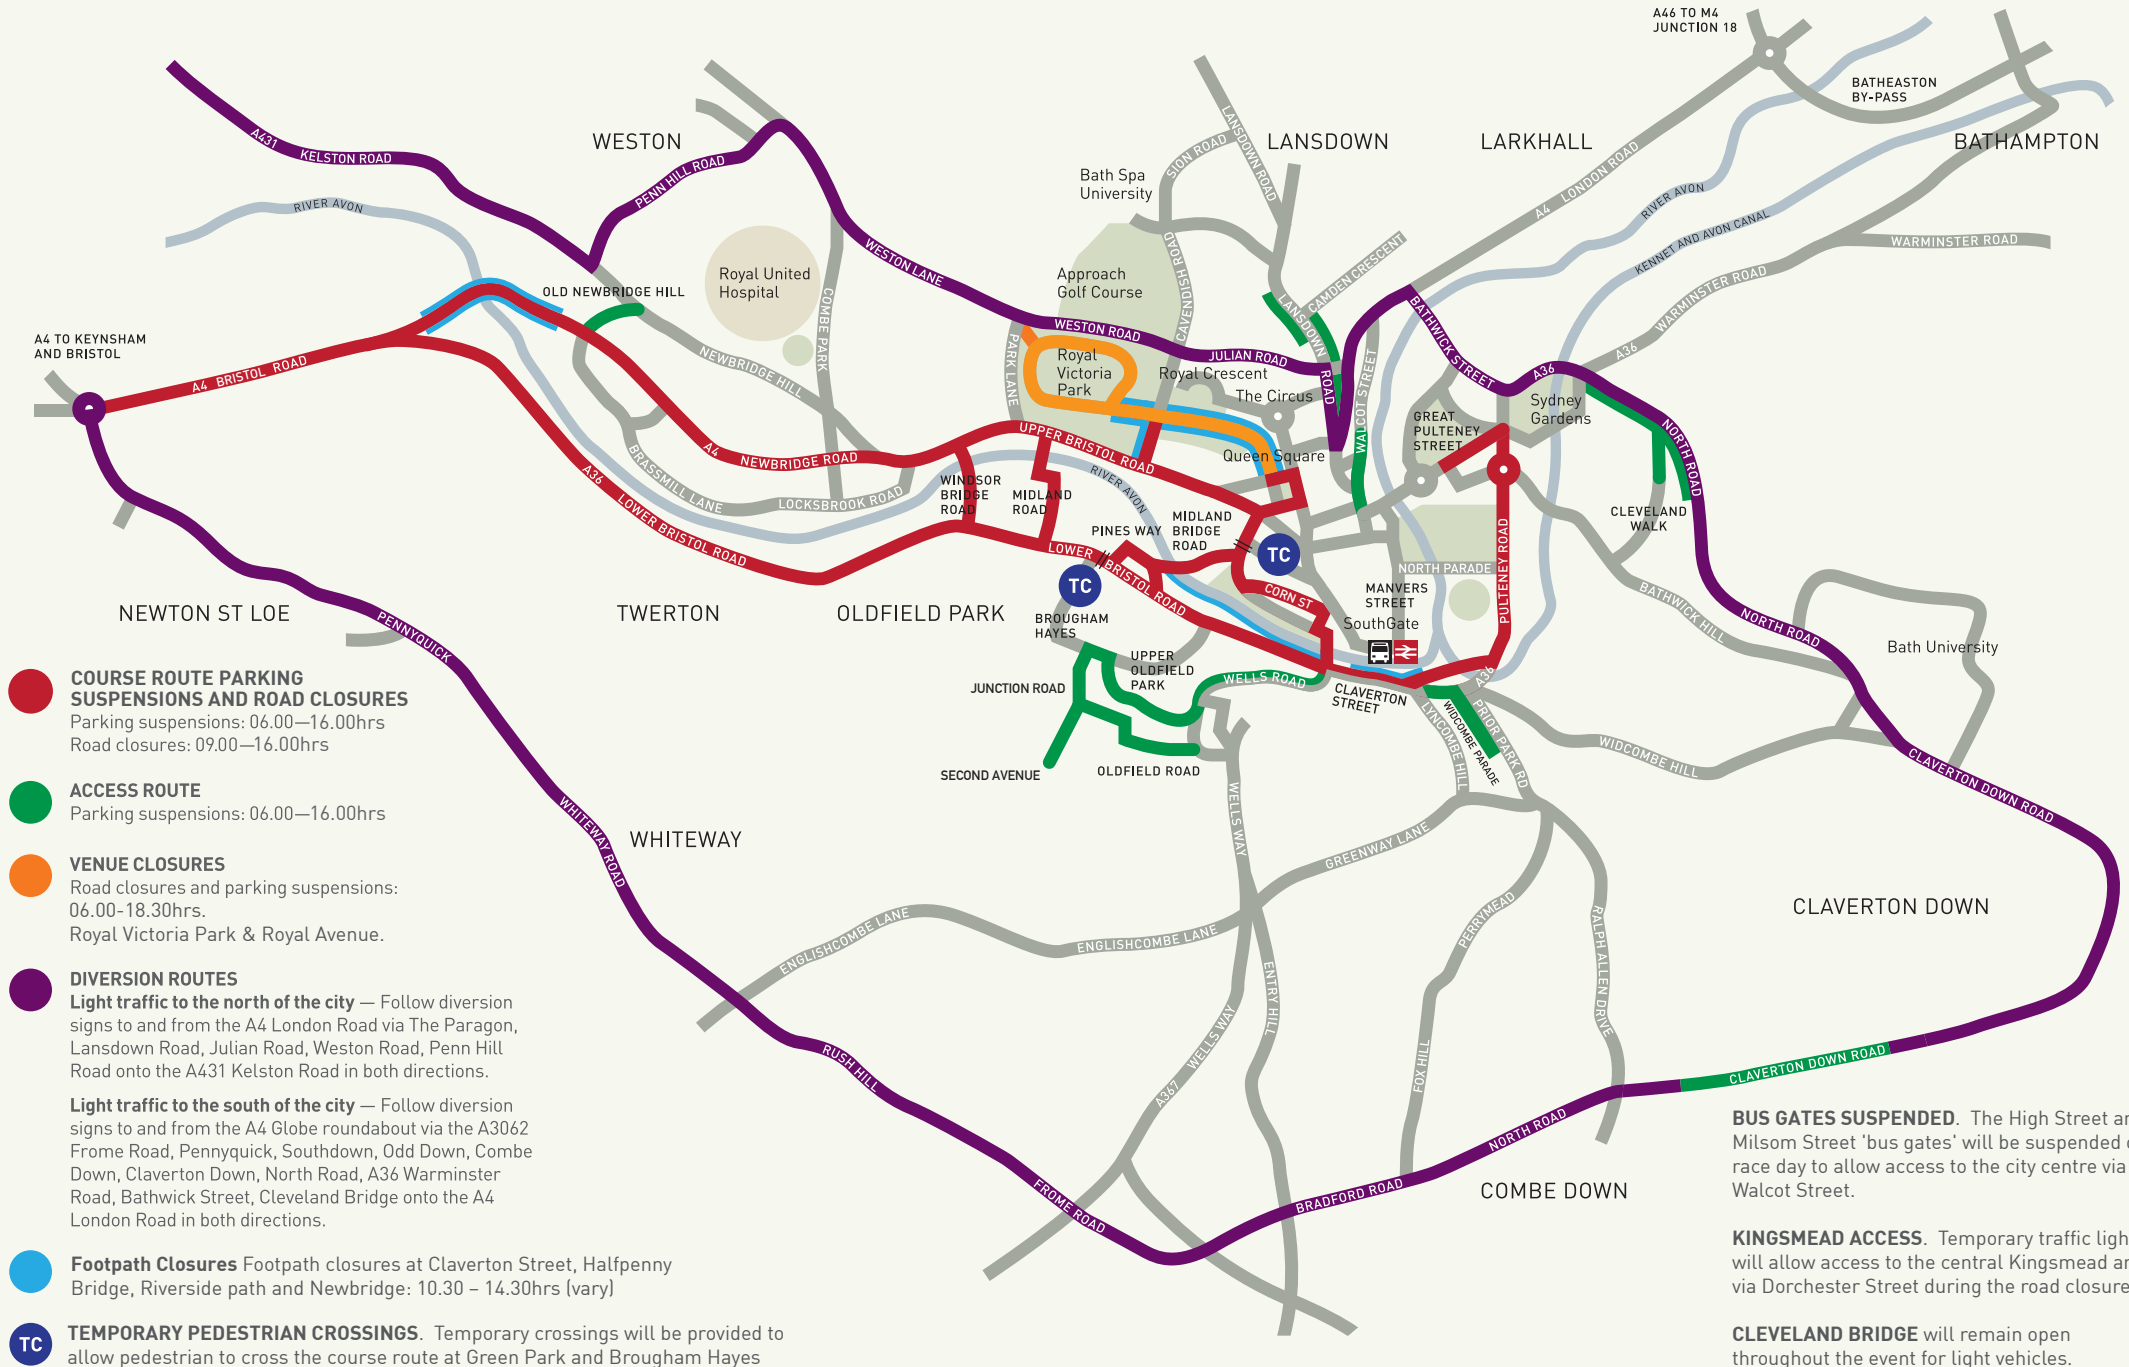 A46 TO M4
JUNCTION 18
BATHEASTON
BY-PASS
WESTON
LANSDOWN
LARKHALL
BATHAMPTON
A431
KELSTON ROAD
PENN HILL ROAD
LANSDOWN ROAD
SION ROAD
A4 LONDON ROAD
Bath Spa
University
RIVER AVON
RIVER AVON
KENNET AND AVON CANAL
WARMINSTER ROAD
WESTON LANE
Royal United
Hospital
Approach
Golf Course
CAVENDISH ROAD
CAMDEN CRESCENT
WARMINSTER ROAD
OLD NEWBRIDGE HILL
COMBE PARK
LANSDOWN
ROAD
BATHWICK STREET
A4 TO KEYNSHAM
AND BRISTOL
A4 BRISTOL ROAD
NEWBRIDGE HILL
PARK LANE
WESTON ROAD
Royal
Victoria
Park
JULIAN ROAD
Royal Crescent
The Circus
WALCOT STREET
A36
A36
Sydney
Gardens
GREAT
PULTENEY
STREET
NORTH ROAD
UPPER BRISTOL ROAD
Queen Square
A4
NEWBRIDGE ROAD
BRASSMILL LANE
LOCKSBROOK ROAD
A36
LOWER BRISTOL ROAD
WINDSOR
BRIDGE
ROAD
MIDLAND
ROAD
RIVER AVON
PINES WAY
MIDLAND
BRIDGE
ROAD
CLEVELAND
WALK
PULTENEY ROAD
LOWER
BRISTOL ROAD
TC
TC
NORTH PARADE
CORN ST
MANVERS
STREET
SouthGate
BATHWICK HILL
NORTH ROAD
Bath University
NEWTON ST LOE
TWERTON
OLDFIELD PARK
BROUGHAM
HAYES
UPPER
OLDFIELD
PARK
JUNCTION ROAD
WELLS ROAD
CLAVERTON
STREET
A36
PENNYQUICK
LYNCOMBE HILL
WIDCOMBE PARADE
PRIOR PARK RD
WIDCOMBE HILL
CLAVERTON DOWN ROAD
SECOND AVENUE
OLDFIELD ROAD
WELLS WAY
WHITEWAY ROAD
WHITEWAY
GREENWAY LANE
CLAVERTON DOWN
ENGLISHCOMBE LANE
ENGLISHCOMBE LANE
PERRYMEAD
RALPH ALLEN DRIVE
ENTRY HILL
A367
WELLS WAY
FOX HILL
RUSH HILL
CLAVERTON DOWN ROAD
NORTH ROAD
BRADFORD ROAD
FROME ROAD
COMBE DOWN
COURSE ROUTE PARKING
SUSPENSIONS AND ROAD CLOSURES
Parking suspensions: 06.00—16.00hrs
Road closures: 09.00—16.00hrs
ACCESS ROUTE
Parking suspensions: 06.00—16.00hrs
VENUE CLOSURES
Road closures and parking suspensions:
06.00-18.30hrs.
Royal Victoria Park & Royal Avenue.
DIVERSION ROUTES
Light traffic to the north of the city — Follow diversion
signs to and from the A4 London Road via The Paragon,
Lansdown Road, Julian Road, Weston Road, Penn Hill
Road onto the A431 Kelston Road in both directions.
Light traffic to the south of the city — Follow diversion
signs to and from the A4 Globe roundabout via the A3062
Frome Road, Pennyquick, Southdown, Odd Down, Combe
Down, Claverton Down, North Road, A36 Warminster
Road, Bathwick Street, Cleveland Bridge onto the A4
London Road in both directions.
Footpath Closures Footpath closures at Claverton Street, Halfpenny
Bridge, Riverside path and Newbridge: 10.30 – 14.30hrs (vary)
TC
TEMPORARY PEDESTRIAN CROSSINGS. Temporary crossings will be provided to
allow pedestrian to cross the course route at Green Park and Brougham Hayes
BUS GATES SUSPENDED. The High Street
Milsom Street 'bus gates' will be suspended
race day to allow access to the city centre via
Walcot Street.
KINGSMEAD ACCESS. Temporary traffic
will allow access to the central Kingsmead
via Dorchester Street during the road
CLEVELAND BRIDGE will remain open
throughout the event for light vehicles.